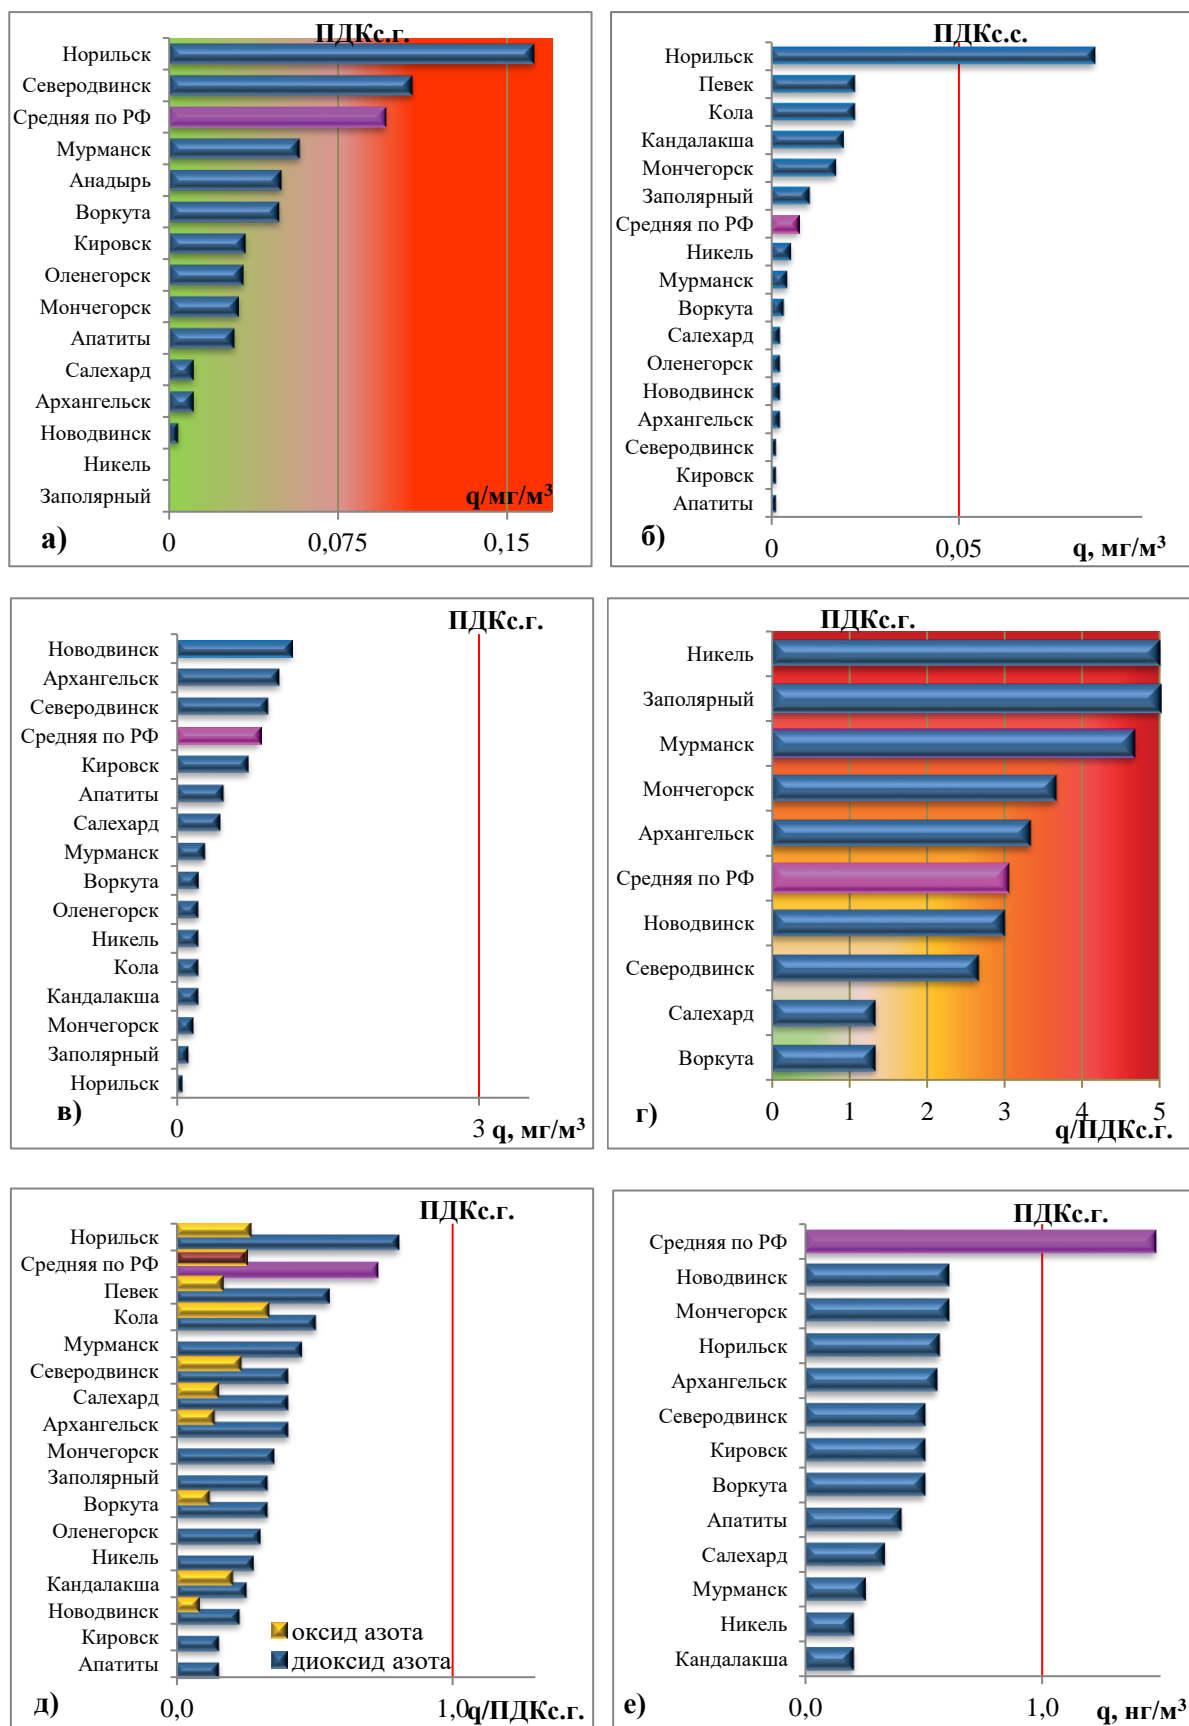 ПДКс.г.
Норильск
Северодвинск
Средняя по РФ
Мурманск
Анадырь
Воркута
Кировск
Оленегорск
Мончегорск
Апатиты
Салехард
Архангельск
Новодвинск
Никель
Заполярный
q/мг/м³
а)
0 0,075 0,15
ПДКс.с.
Норильск
Певек
Кола
Кандалакша
Мончегорск
Заполярный
Средняя по РФ
Никель
Мурманск
Воркута
Салехард
Оленегорск
Новодвинск
Архангельск
Северодвинск
Кировск
Апатиты
б)
0 0,05 q, мг/м³
ПДКс.г.
Новодвинск
Архангельск
Северодвинск
Средняя по РФ
Кировск
Апатиты
Салехард
Мурманск
Воркута
Оленегорск
Никель
Кола
Кандалакша
Мончегорск
Заполярный
Норильск
в)
0 3 q, мг/м³
ПДКс.г.
Никель
Заполярный
Мурманск
Мончегорск
Архангельск
Средняя по РФ
Новодвинск
Северодвинск
Салехард
Воркута
0 1 2 3 4 5
г) q/ПДКс.г.
ПДКс.г.
Норильск
Средняя по РФ
Певек
Кола
Мурманск
Северодвинск
Салехард
Архангельск
Мончегорск
Заполярный
Воркута
Оленегорск
Никель
Кандалакша
Новодвинск
Кировск
Апатиты
оксид азота
диоксид азота
д)
0,0 1,0 q/ПДКс.г.
ПДКс.г.
Средняя по РФ
Новодвинск
Мончегорск
Норильск
Архангельск
Северодвинск
Кировск
Воркута
Апатиты
Салехард
Мурманск
Никель
Кандалакша
е)
0,0 1,0 q, нг/м³